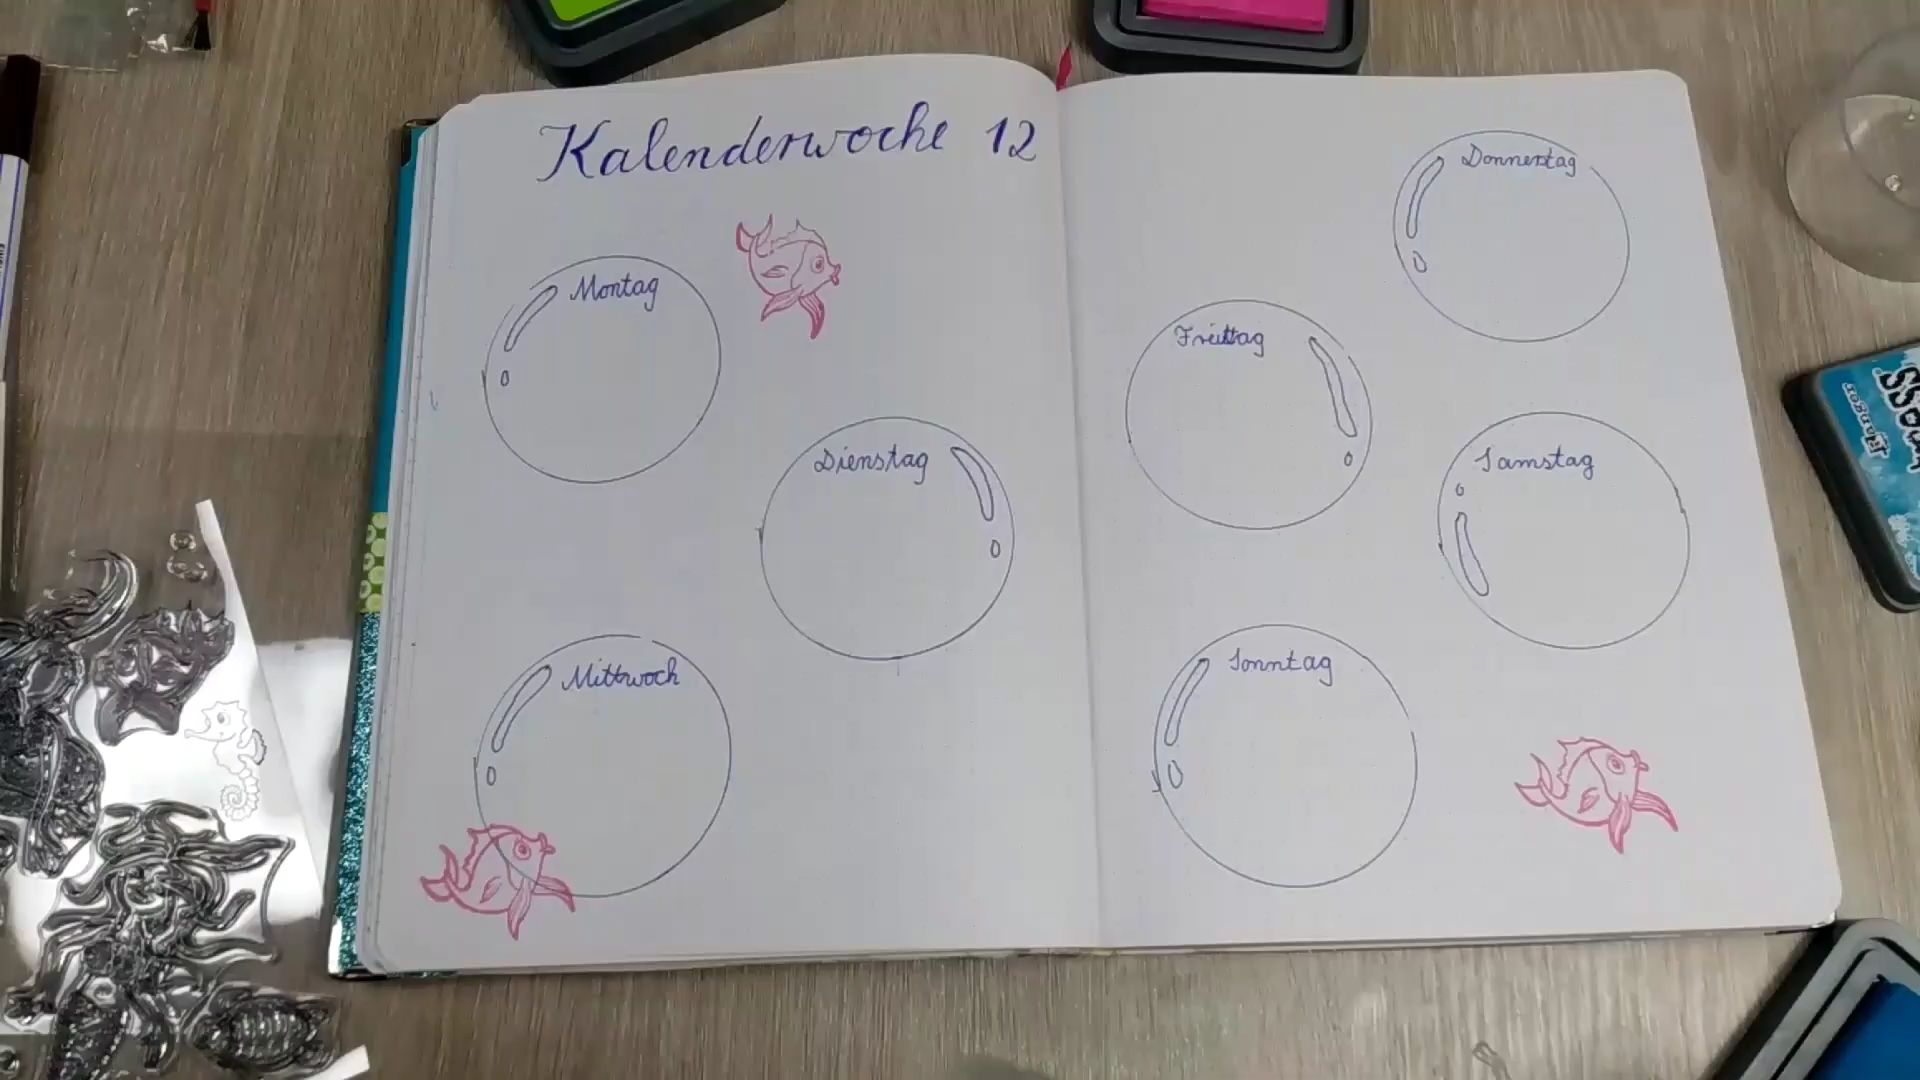 Kalenderwoche 12
Montag
Dienstag
Mittwoch
Donnerstag
Freitag
Samstag
Sonntag
Ranger